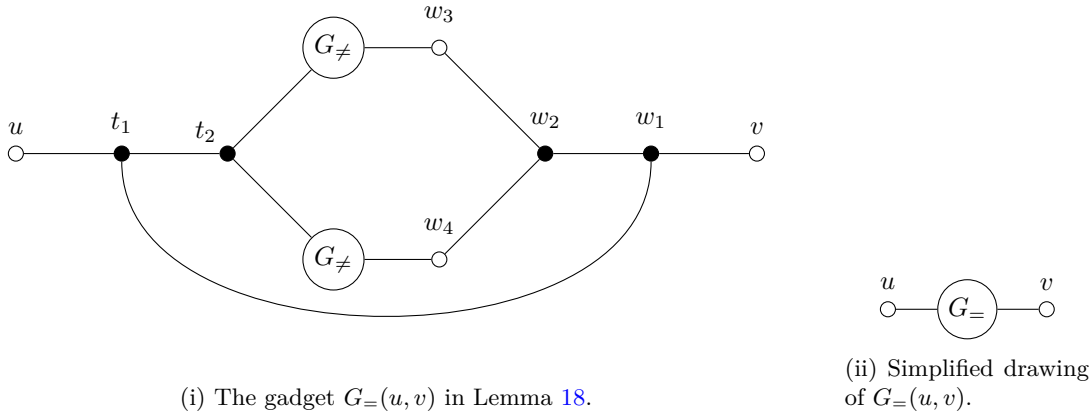 G≠
w₃
u
t₁
t₂
w₂
w₁
v
w₄
G≠
u
G₌
v
(i) The gadget G₌(u, v) in Lemma 18.
(ii) Simplified drawing
of G₌(u, v).